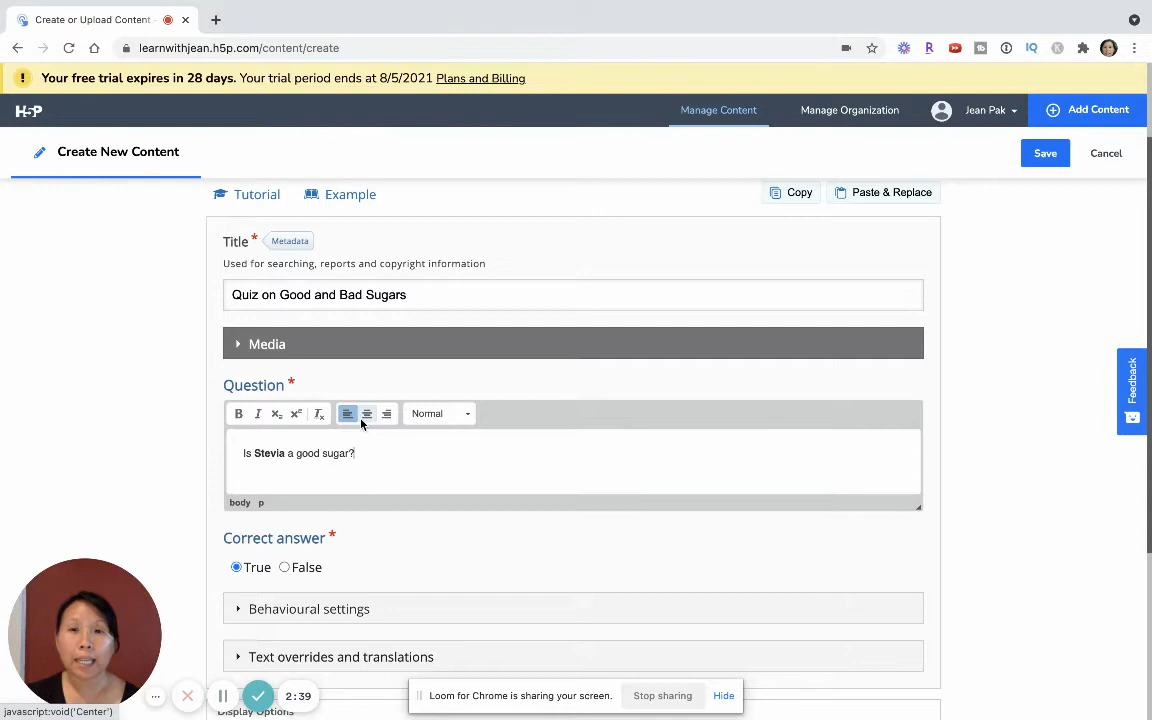 Create or Upload Content
learnwithjean.h5p.com/content/create
Your free trial expires in 28 days. Your trial period ends at 8/5/2021 Plans and Billing
H5P
Manage Content
Manage Organization
Jean Pak
Add Content
Create New Content
Save
Cancel
Tutorial
Example
Copy
Paste & Replace
Title *
Metadata
Used for searching, reports and copyright information
Quiz on Good and Bad Sugars
Media
Question *
B I x₂ x² Tx
Normal
Is Stevia a good sugar?
body p
Correct answer *
True False
Behavioural settings
Text overrides and translations
Display Options
Feedback
2:39
Loom for Chrome is sharing your screen.
Stop sharing
Hide
javascript:void('Center')